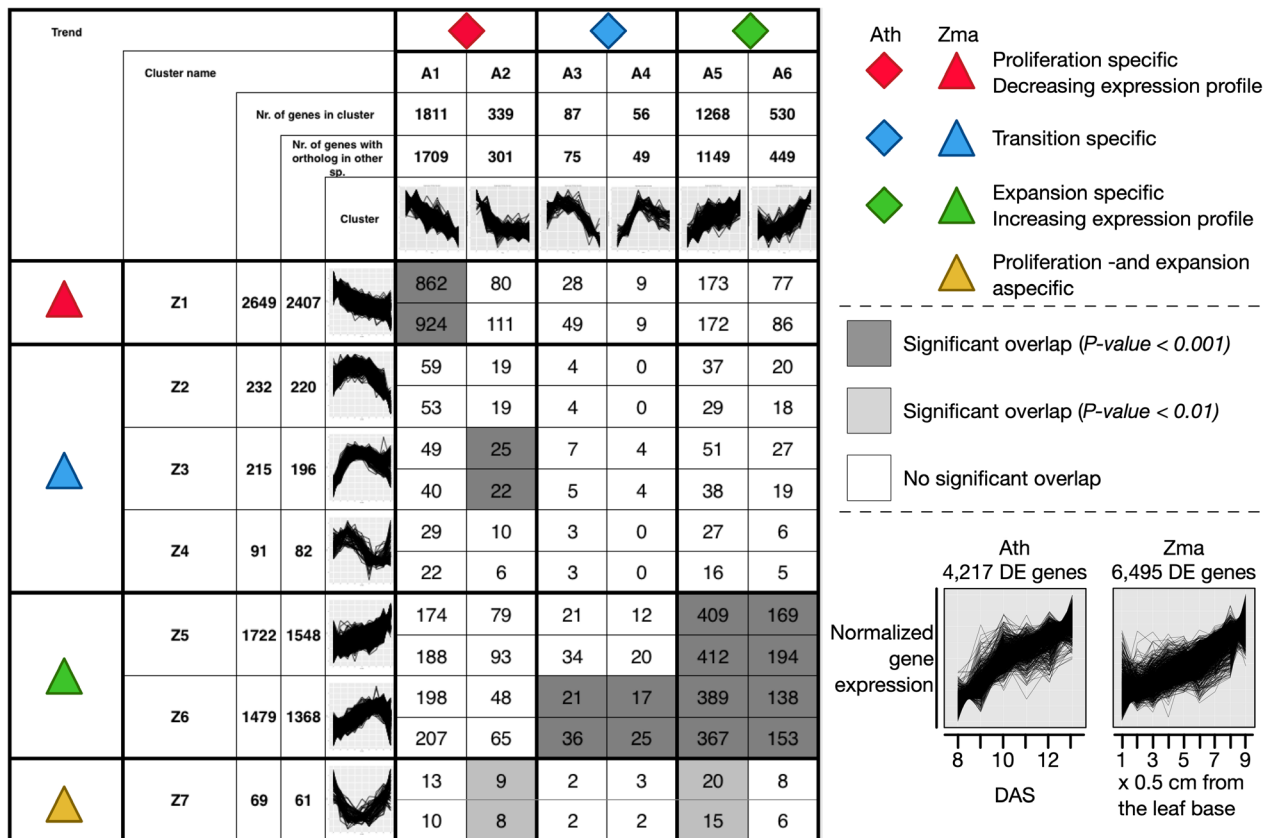 Trend
Cluster name
A1 A2 A3 A4 A5 A6
Nr. of genes in cluster
1811 339 87 56 1268 530
Nr. of genes with
ortholog in other
sp.
1709 301 75 49 1149 449
Cluster
Z1 2649 2407
862 80 28 9 173 77
924 111 49 9 172 86
Z2 232 220
59 19 4 0 37 20
53 19 4 0 29 18
Z3 215 196
49 25 7 4 51 27
40 22 5 4 38 19
Z4 91 82
29 10 3 0 27 6
22 6 3 0 16 5
Z5 1722 1548
174 79 21 12 409 169
188 93 34 20 412 194
Z6 1479 1368
198 48 21 17 389 138
207 65 36 25 367 153
Z7 69 61
13 9 2 3 20 8
10 8 2 2 15 6
Ath Zma
Proliferation specific
Decreasing expression profile
Transition specific
Expansion specific
Increasing expression profile
Proliferation -and expansion
aspecific
Significant overlap (P-value < 0.001)
Significant overlap (P-value < 0.01)
No significant overlap
Ath
4,217 DE genes
Zma
6,495 DE genes
Normalized
gene
expression
8 10 12
DAS
1 3 5 7 9
x 0.5 cm from
the leaf base